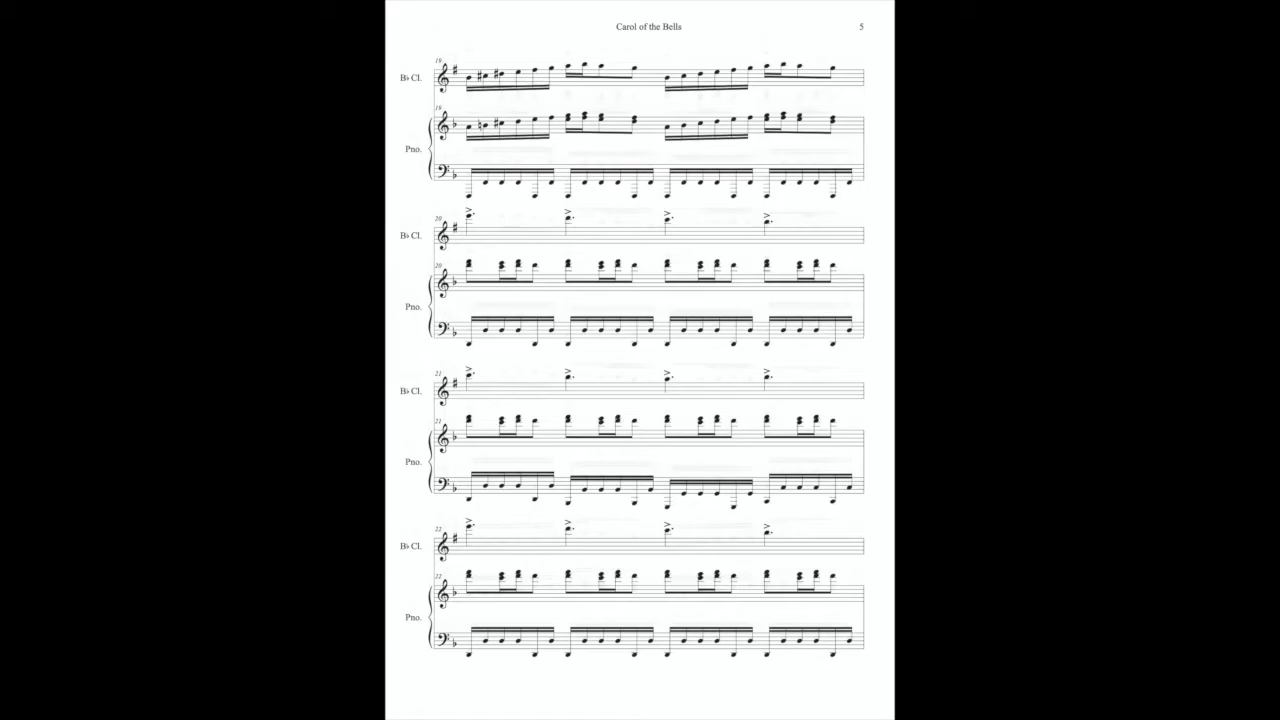 Carol of the Bells 5
19
B♭ Cl.
19
Pno.
20
B♭ Cl.
20
Pno.
21
B♭ Cl.
21
Pno.
22
B♭ Cl.
22
Pno.